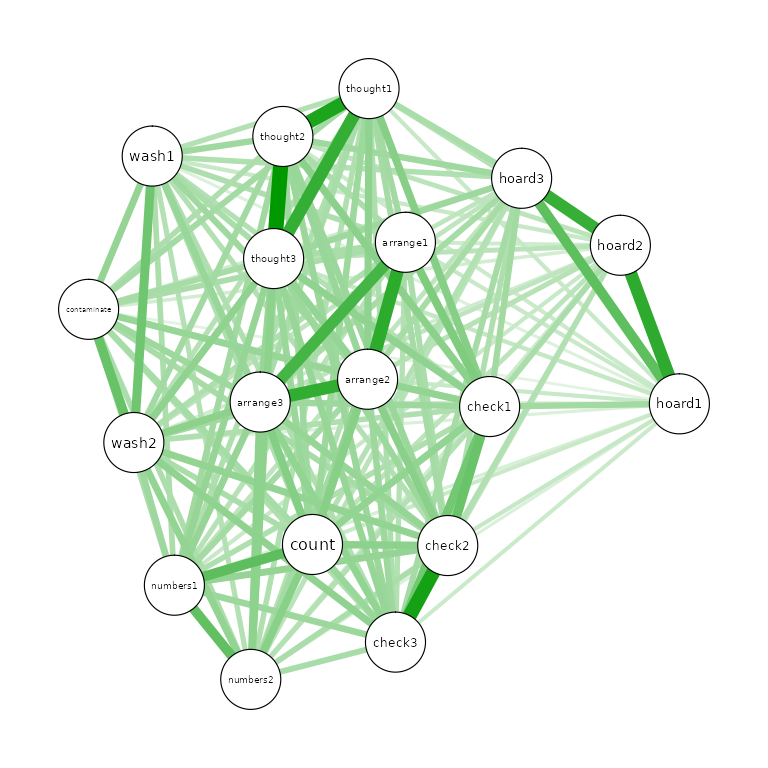 thought1
thought2
wash1
hoard3
arrange1
hoard2
thought3
contaminate
arrange2
arrange3
hoard1
check1
wash2
count
check2
numbers1
check3
numbers2